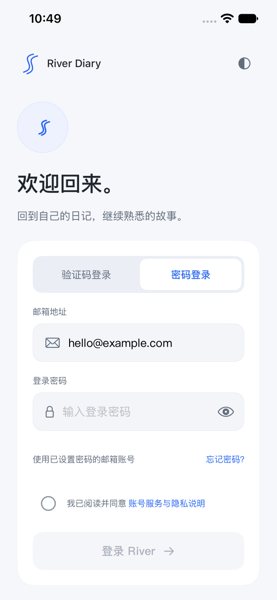 10:49
River Diary
欢迎回来。
回到自己的日记，继续熟悉的故事。
验证码登录
密码登录
邮箱地址
hello@example.com
登录密码
输入登录密码
使用已设置密码的邮箱账号
忘记密码?
我已阅读并同意 账号服务与隐私说明
登录 River →